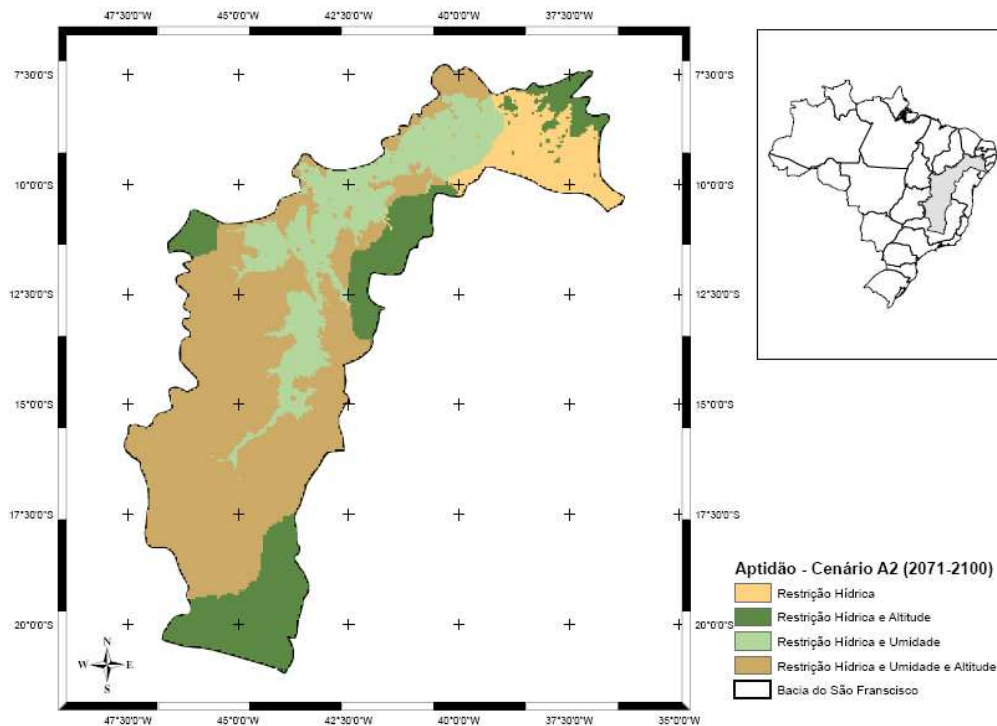 47°30'0"W 45°0'0"W 42°30'0"W 40°0'0"W 37°30'0"W
7°30'0"S 7°30'0"S
10°0'0"S 10°0'0"S
12°30'0"S 12°30'0"S
15°0'0"S 15°0'0"S
17°30'0"S 17°30'0"S
20°0'0"S 20°0'0"S
N
W E
S
47°30'0"W 45°0'0"W 42°30'0"W 40°0'0"W 37°30'0"W 35°0'0"W
Aptidão - Cenário A2 (2071-2100)
Restrição Hídrica
Restrição Hídrica e Altitude
Restrição Hídrica e Umidade
Restrição Hídrica e Umidade e Altitude
Bacia do São Franscisco